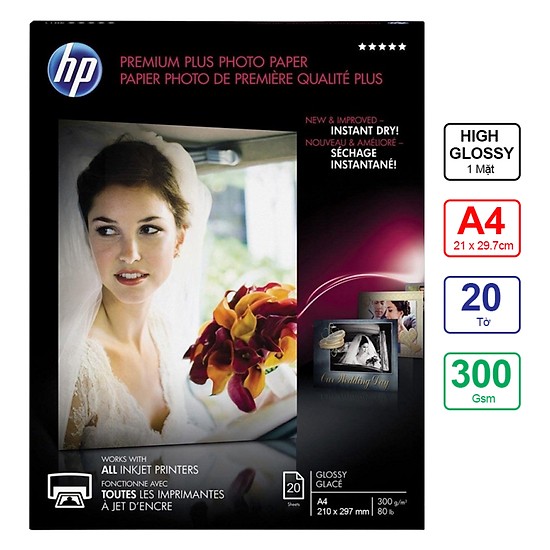 hp
PREMIUM PLUS PHOTO PAPER
PAPIER PHOTO DE PREMIÈRE QUALITÉ PLUS
NEW & IMPROVED –
INSTANT DRY!
NOUVEAU & AMÉLIORÉ –
SÉCHAGE
INSTANTANÉ!
Our Wedding Day
WORKS WITH
ALL INKJET PRINTERS
FONCTIONNE AVEC
TOUTES LES IMPRIMANTES
À JET D'ENCRE
20
Sheets
GLOSSY
GLACÉ
A4
210 x 297 mm
300 g/m²
80 lb
HIGH
GLOSSY
1 Mặt
A4
21 x 29.7cm
20
Tờ
300
Gsm